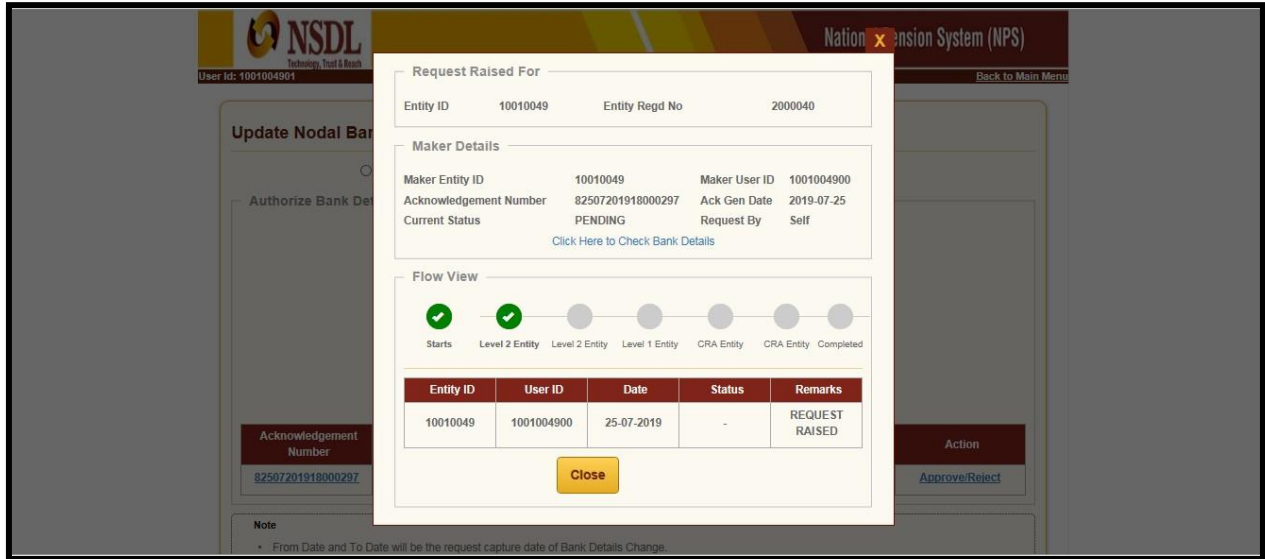 NSDL
Technology, Trust & Reach
Nation
ension System (NPS)
X
User Id: 1001004901
Back to Main Menu
Update Nodal Ban
Authorize Bank Det
Request Raised For
Entity ID 10010049 Entity Regd No 2000040
Maker Details
Maker Entity ID 10010049 Maker User ID 1001004900
Acknowledgement Number 82507201918000297 Ack Gen Date 2019-07-25
Current Status PENDING Request By Self
Click Here to Check Bank Details
Flow View
Starts Level 2 Entity Level 2 Entity Level 1 Entity CRA Entity CRA Entity Completed
Entity ID User ID Date Status Remarks
10010049 1001004900 25-07-2019 - REQUEST
RAISED
Close
Acknowledgement
Number
Action
82507201918000297
Approve/Reject
Note
• From Date and To Date will be the request capture date of Bank Details Change.